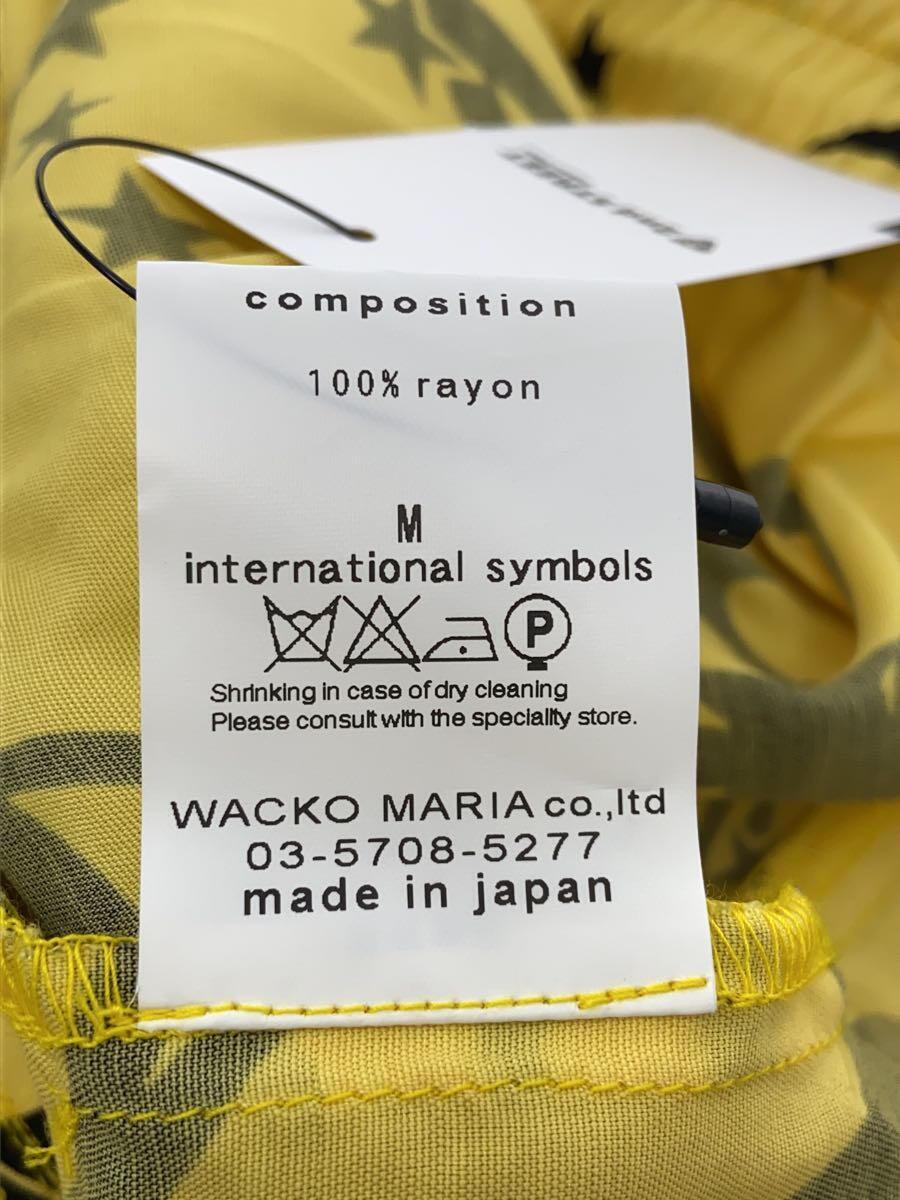 composition
100% rayon
M
international symbols
P
Shrinking in case of dry cleaning
Please consult with the speciality store.
WACKO MARIA co.,ltd
03-5708-5277
made in japan